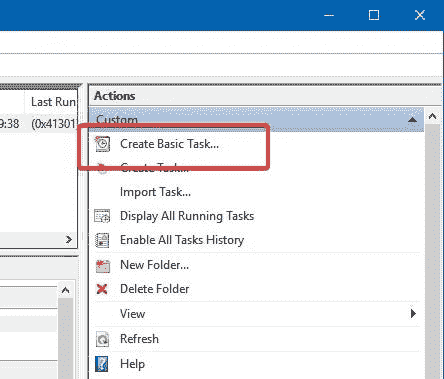 Last Run
9:38 (0x41301)
Actions
Custom
Create Basic Task...
Create Task...
Import Task...
Display All Running Tasks
Enable All Tasks History
New Folder...
Delete Folder
View
Refresh
Help